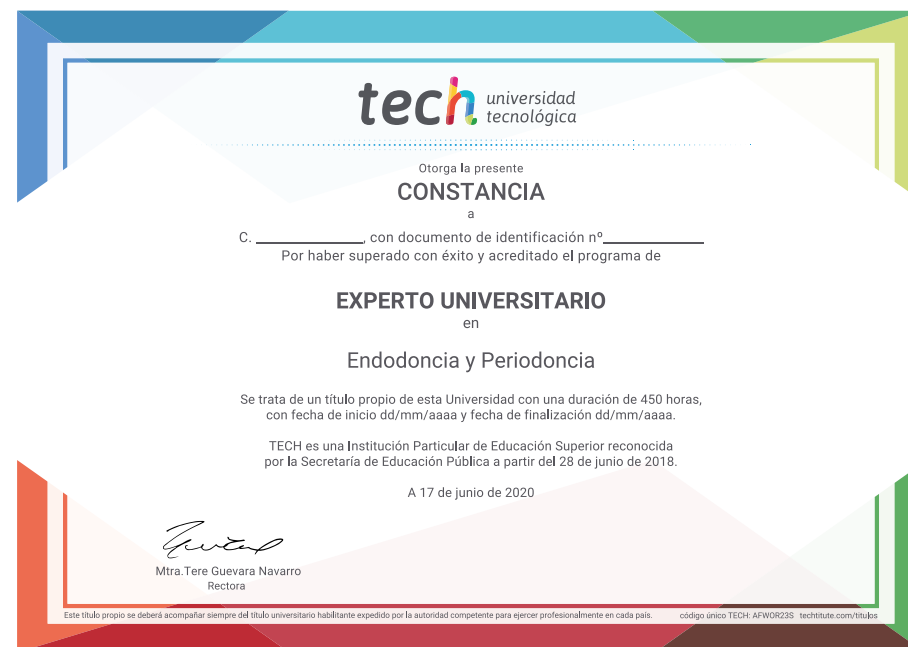 tech universidad
tecnológica
Otorga la presente
CONSTANCIA
a
C. ______________, con documento de identificación nº_____________
Por haber superado con éxito y acreditado el programa de
EXPERTO UNIVERSITARIO
en
Endodoncia y Periodoncia
Se trata de un título propio de esta Universidad con una duración de 450 horas,
con fecha de inicio dd/mm/aaaa y fecha de finalización dd/mm/aaaa.
TECH es una Institución Particular de Educación Superior reconocida
por la Secretaría de Educación Pública a partir del 28 de junio de 2018.
A 17 de junio de 2020
Mtra.Tere Guevara Navarro
Rectora
Este título propio se deberá acompañar siempre del título universitario habilitante expedido por la autoridad competente para ejercer profesionalmente en cada país. código único TECH: AFWOR23S techtitute.com/titulos